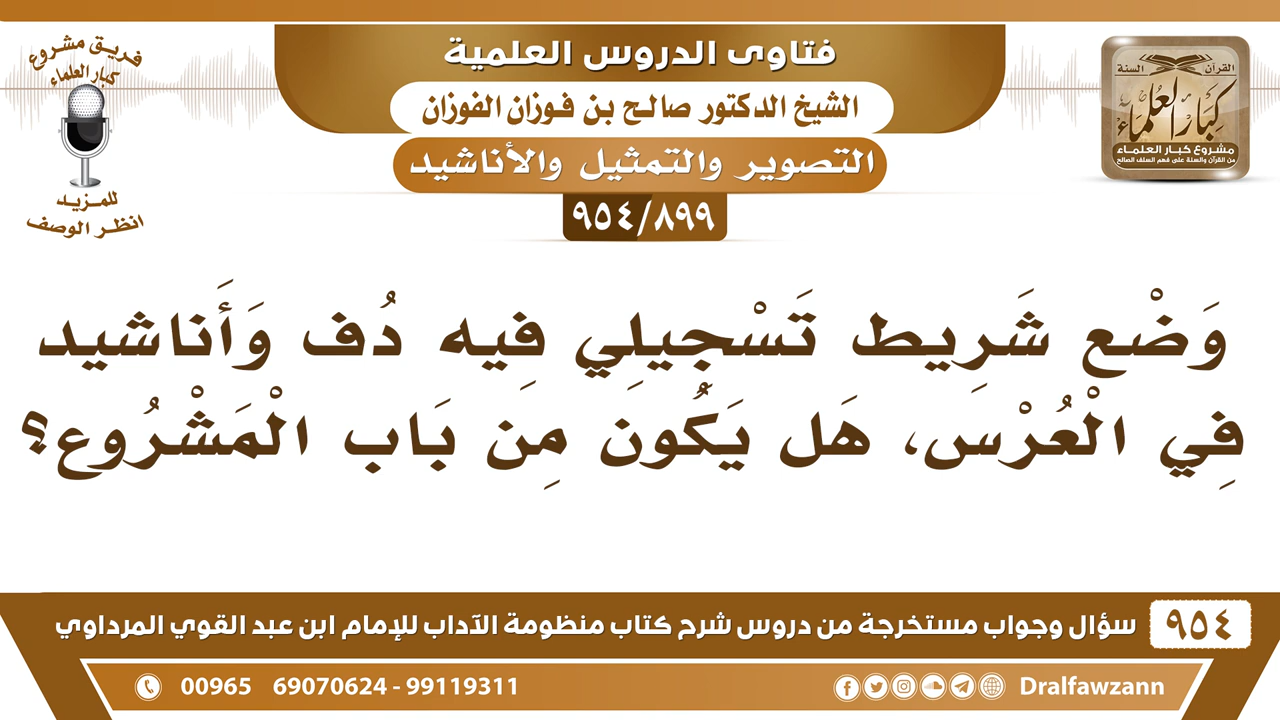 فتاوى الدروس العلمية
الشيخ الدكتور صالح بن فوزان الفوزان
التصوير والتمثيل والأناشيد
٨٩٩/٩٥٤
فريق مشروع
كبار العلماء
للمزيد
انظر الوصف
القرآن السنة
كبار العلماء
مشروع كبار العلماء
من القرآن والسنة على فهم السلف الصالح
وَضْع شَرِيط تَسْجِيلِي فِيه دُف وَأَناشيد
فِي الْعُرْس، هَل يَكُون مِن بَاب الْمَشْرُوع؟
٩٥٤ سؤال وجواب مستخرجة من دروس شرح كتاب منظومة الآداب للإمام ابن عبد القوي المرداوي
00965 69070624 - 99119311
Dralfawzann